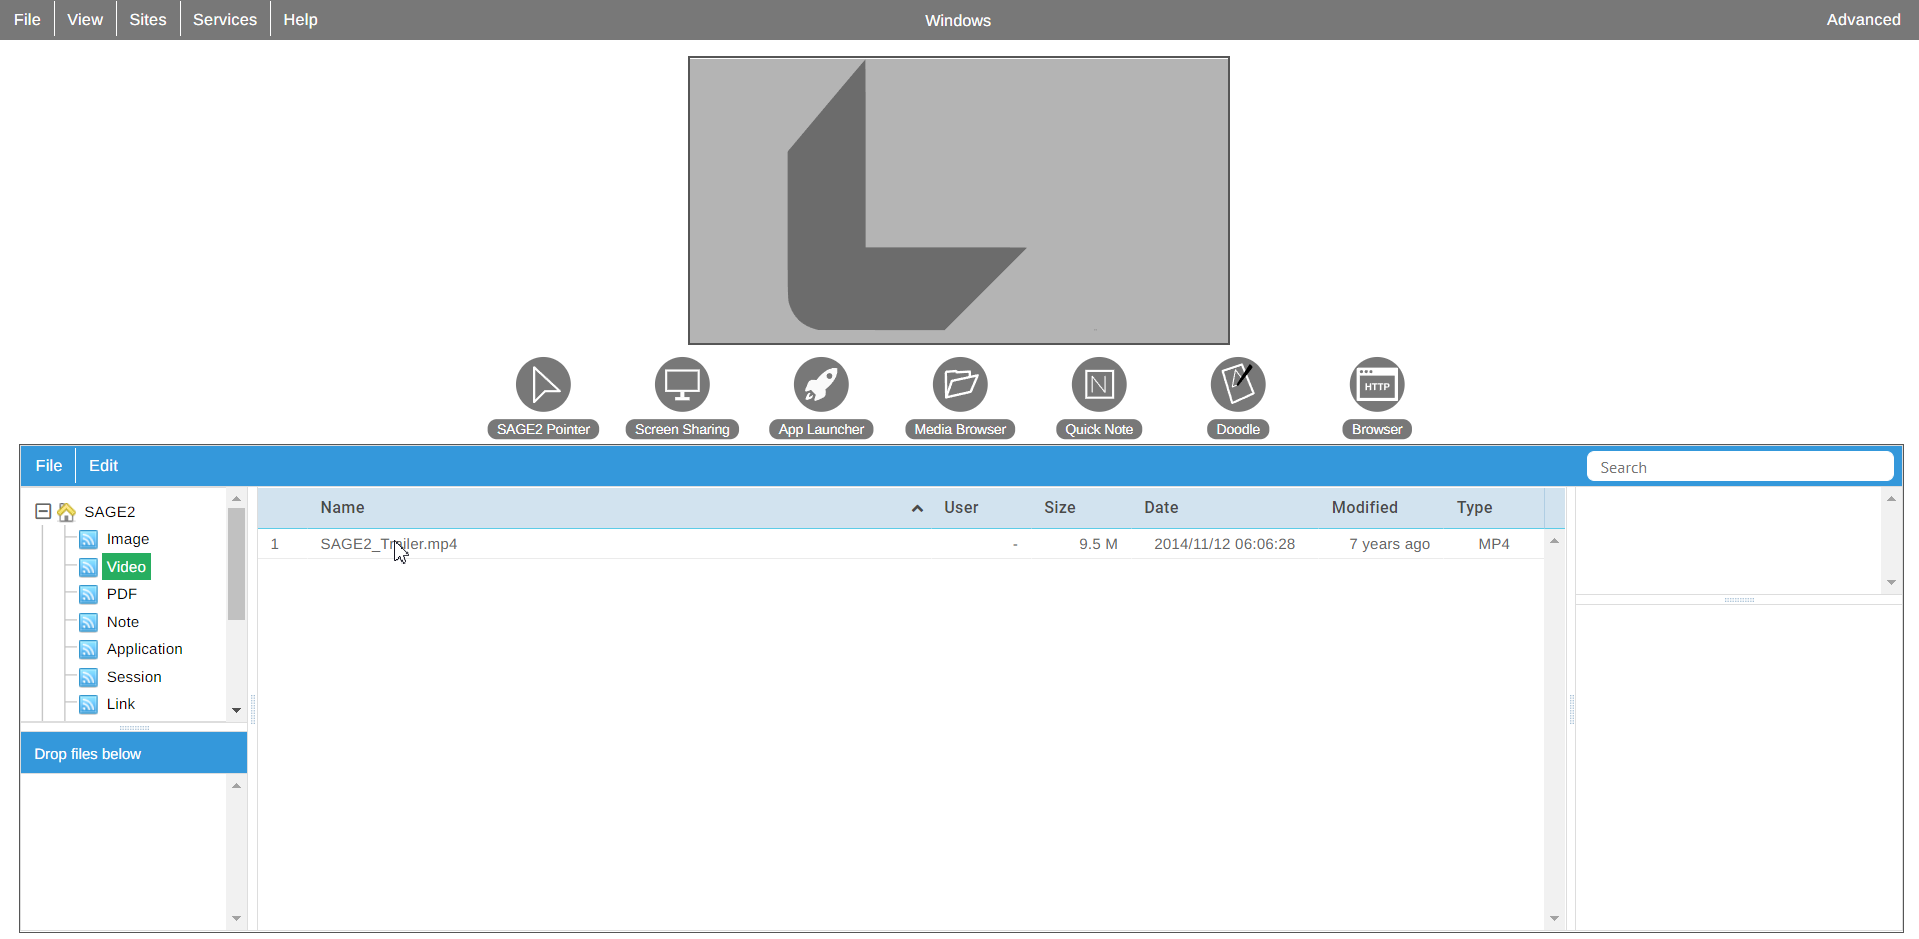 File View Sites Services Help Windows Advanced
SAGE2 Pointer Screen Sharing App Launcher Media Browser Quick Note Doodle Browser
N HTTP
File Edit Search
SAGE2
Image
Video
PDF
Note
Application
Session
Link
Drop files below
Name User Size Date Modified Type
1 SAGE2_Trailer.mp4 - 9.5 M 2014/11/12 06:06:28 7 years ago MP4